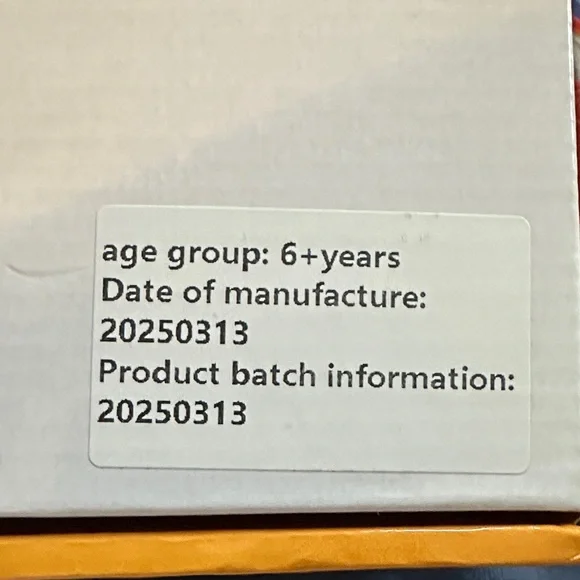 age group: 6+years
Date of manufacture:
20250313
Product batch information:
20250313